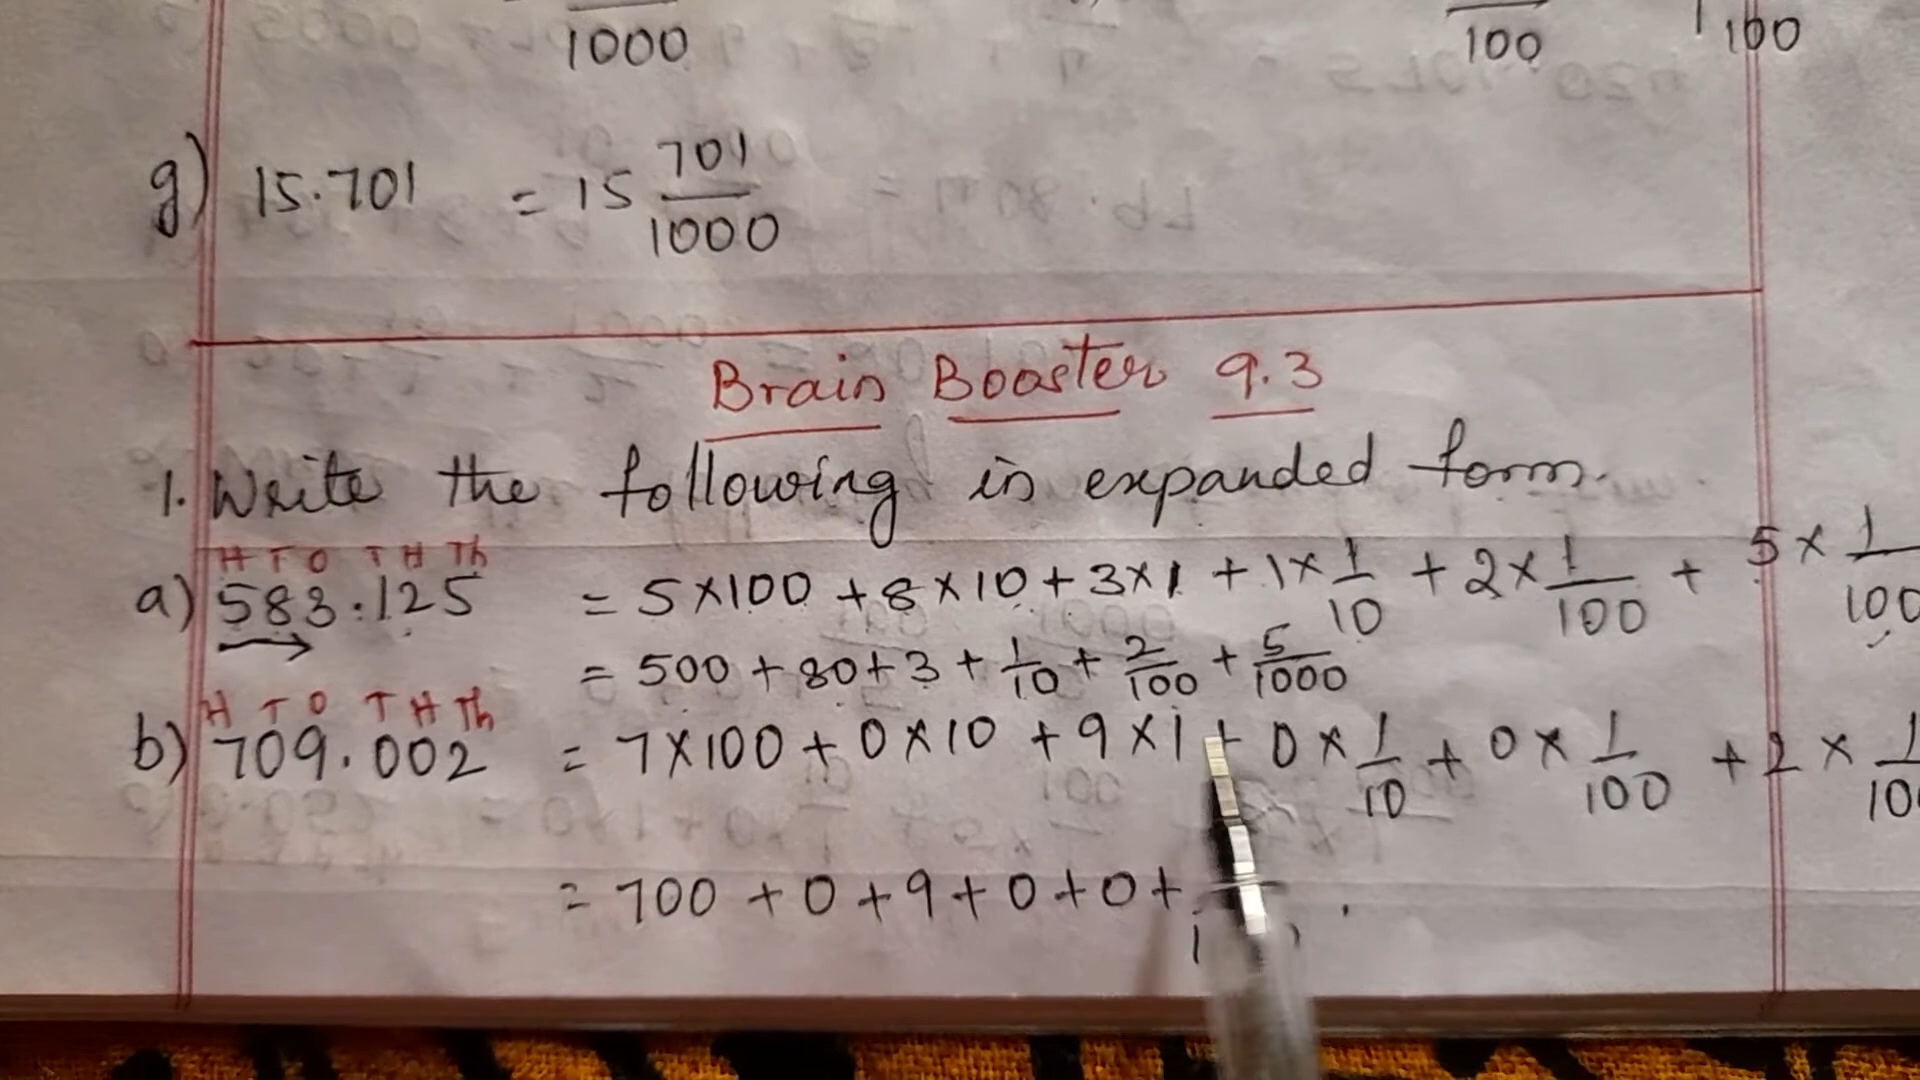 1000 100 100
g) 15.701 = 15 701/1000
Brain Booster 9.3
1. Write the following in expanded form.
H T O T H Th
a) 583.125 = 5×100 + 8×10 + 3×1 + 1×1/10 + 2×1/100 + 5×1/100
= 500 + 80 + 3 + 1/10 + 2/100 + 5/1000
H T O T H Th
b) 709.002 = 7×100 + 0×10 + 9×1 + 0×1/10 + 0×1/100 + 2×1/10
= 700 + 0 + 9 + 0 + 0 +